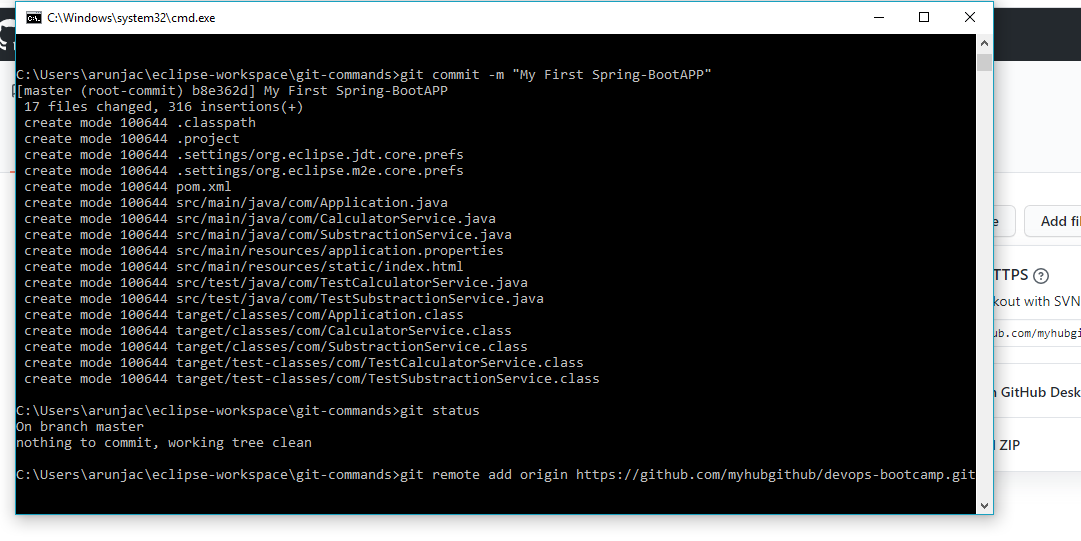 C:\Windows\system32\cmd.exe
C:\Users\arunjac\eclipse-workspace\git-commands>git commit -m "My First Spring-BootAPP"
[master (root-commit) b8e362d] My First Spring-BootAPP
 17 files changed, 316 insertions(+)
 create mode 100644 .classpath
 create mode 100644 .project
 create mode 100644 .settings/org.eclipse.jdt.core.prefs
 create mode 100644 .settings/org.eclipse.m2e.core.prefs
 create mode 100644 pom.xml
 create mode 100644 src/main/java/com/Application.java
 create mode 100644 src/main/java/com/CalculatorService.java
 create mode 100644 src/main/java/com/SubstractionService.java
 create mode 100644 src/main/resources/application.properties
 create mode 100644 src/main/resources/static/index.html
 create mode 100644 src/test/java/com/TestCalculatorService.java
 create mode 100644 src/test/java/com/TestSubstractionService.java
 create mode 100644 target/classes/com/Application.class
 create mode 100644 target/classes/com/CalculatorService.class
 create mode 100644 target/classes/com/SubstractionService.class
 create mode 100644 target/test-classes/com/TestCalculatorService.class
 create mode 100644 target/test-classes/com/TestSubstractionService.class
C:\Users\arunjac\eclipse-workspace\git-commands>git status
On branch master
nothing to commit, working tree clean
C:\Users\arunjac\eclipse-workspace\git-commands>git remote add origin https://github.com/myhubgithub/devops-bootcamp.git
e
Add fil
TTPS
kout with SVN
ub.com/myhubgi
GitHub Desk
ZIP